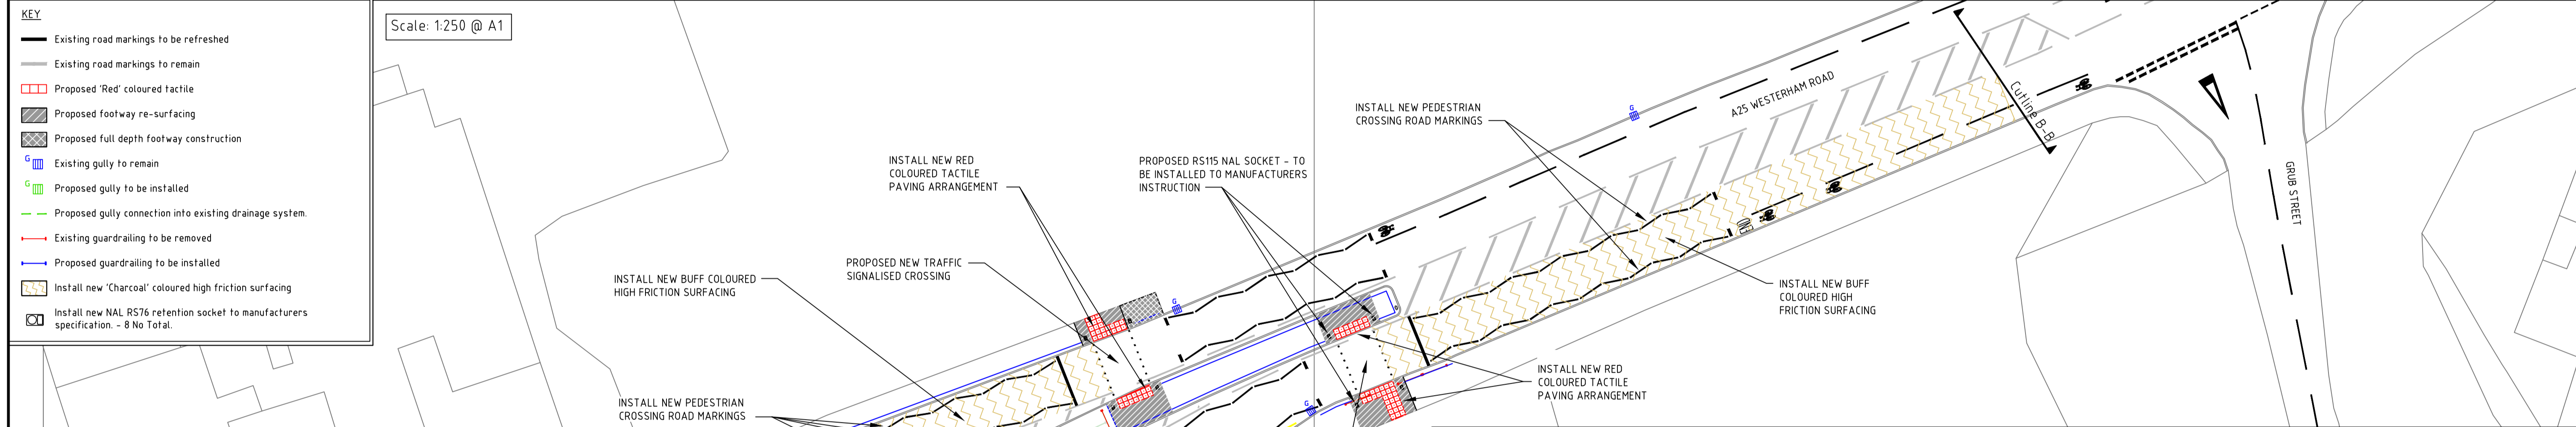 KEY
Existing road markings to be refreshed
Existing road markings to remain
Proposed 'Red' coloured tactile
Proposed footway re-surfacing
Proposed full depth footway construction
G
Existing gully to remain
G
Proposed gully to be installed
Proposed gully connection into existing drainage system.
Existing guardrailing to be removed
Proposed guardrailing to be installed
Install new 'Charcoal' coloured high friction surfacing
Install new NAL RS76 retention socket to manufacturers
specification. - 8 No Total.
Scale: 1:250 @ A1
INSTALL NEW BUFF COLOURED
HIGH FRICTION SURFACING
INSTALL NEW PEDESTRIAN
CROSSING ROAD MARKINGS
INSTALL NEW RED
COLOURED TACTILE
PAVING ARRANGEMENT
PROPOSED NEW TRAFFIC
SIGNALISED CROSSING
PROPOSED RS115 NAL SOCKET - TO
BE INSTALLED TO MANUFACTURERS
INSTRUCTION
G
G
INSTALL NEW PEDESTRIAN
CROSSING ROAD MARKINGS
G
A25 WESTERHAM ROAD
INSTALL NEW RED
COLOURED TACTILE
PAVING ARRANGEMENT
END
INSTALL NEW BUFF
COLOURED HIGH
FRICTION SURFACING
Cutline B-B
GRUB STREET